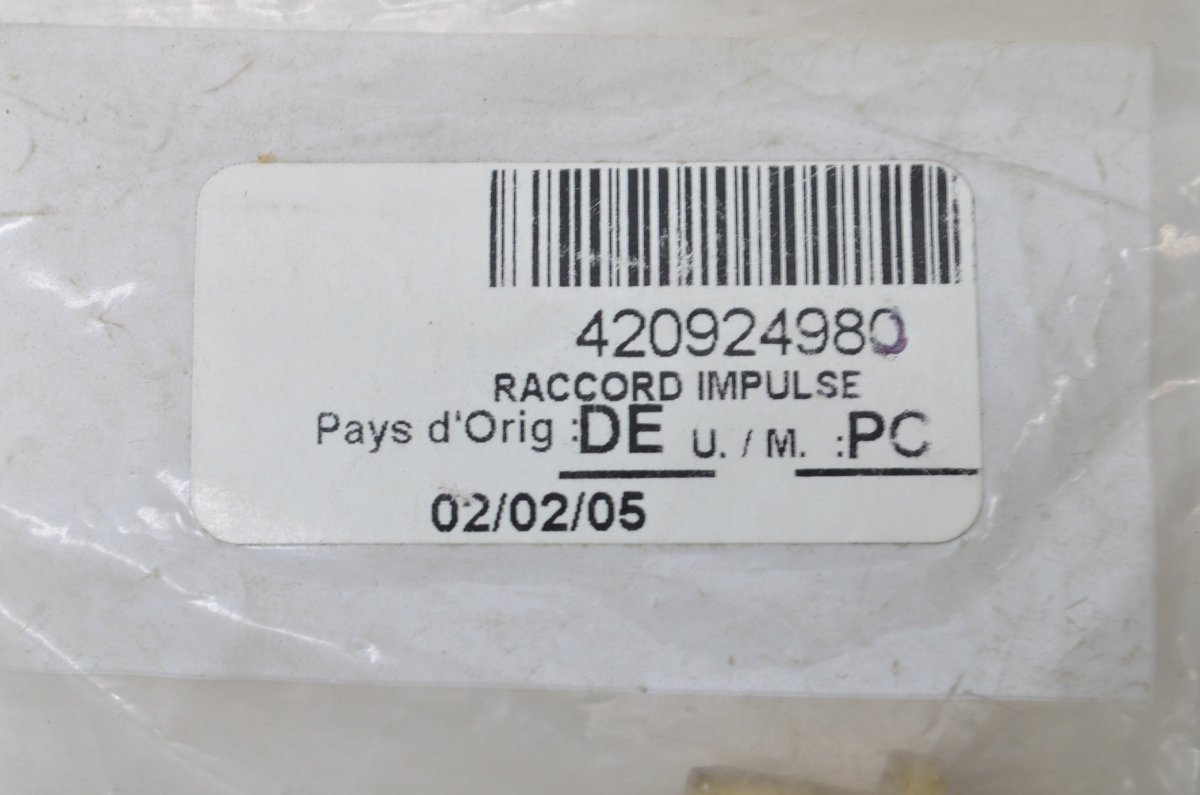 420924980
RACCORD IMPULSE
Pays d'Orig :DE U. / M. :PC
02/02/05